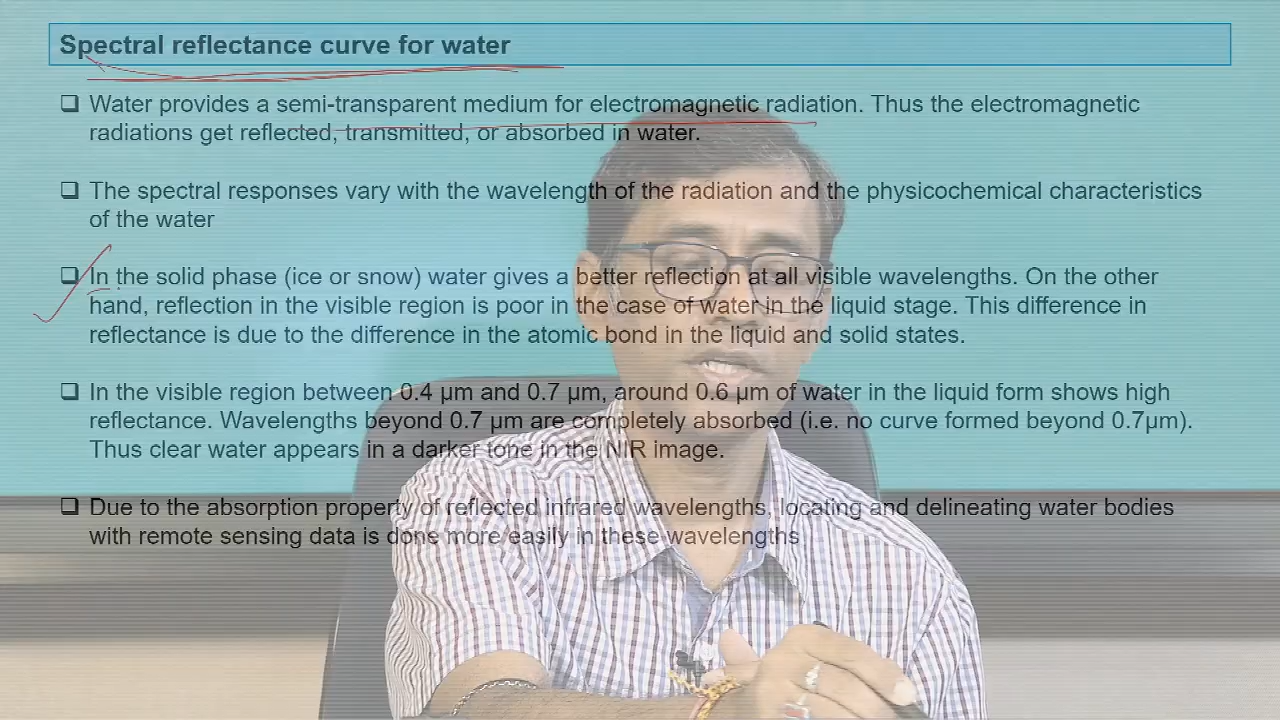 Spectral reflectance curve for water
Water provides a semi-transparent medium for electromagnetic radiation. Thus the electromagnetic
radiations get reflected, transmitted, or absorbed in water.
The spectral responses vary with the wavelength of the radiation and the physicochemical characteristics
of the water
In the solid phase (ice or snow) water gives a better reflection at all visible wavelengths. On the other
hand, reflection in the visible region is poor in the case of water in the liquid stage. This difference in
reflectance is due to the difference in the atomic bond in the liquid and solid states.
In the visible region between 0.4 µm and 0.7 µm, around 0.6 µm of water in the liquid form shows high
reflectance. Wavelengths beyond 0.7 µm are completely absorbed (i.e. no curve formed beyond 0.7µm).
Thus clear water appears in a darker tone in the NIR image.
Due to the absorption property of reflected infrared wavelengths, locating and delineating water bodies
with remote sensing data is done more easily in these wavelengths